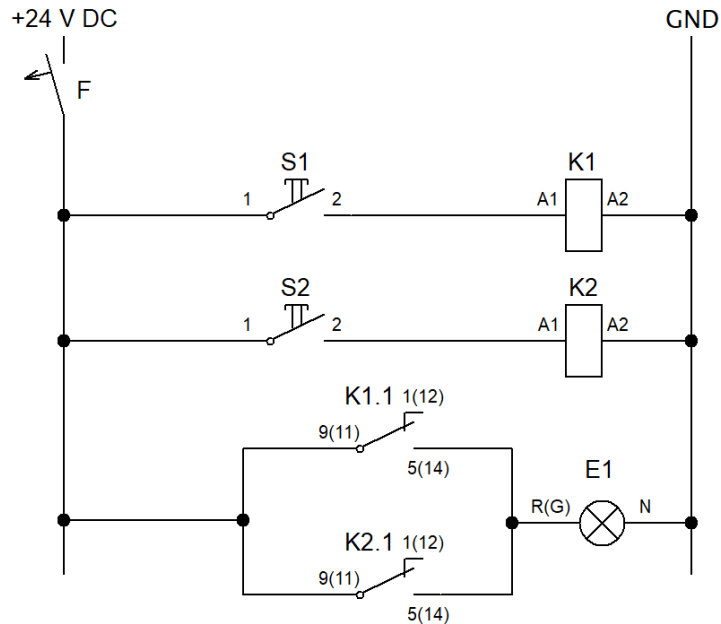 +24 V DC
GND
F
S1
K1
1
2
A1
A2
S2
K2
1
2
A1
A2
K1.1 1(12)
9(11)
5(14)
E1
R(G)
N
K2.1 1(12)
9(11)
5(14)